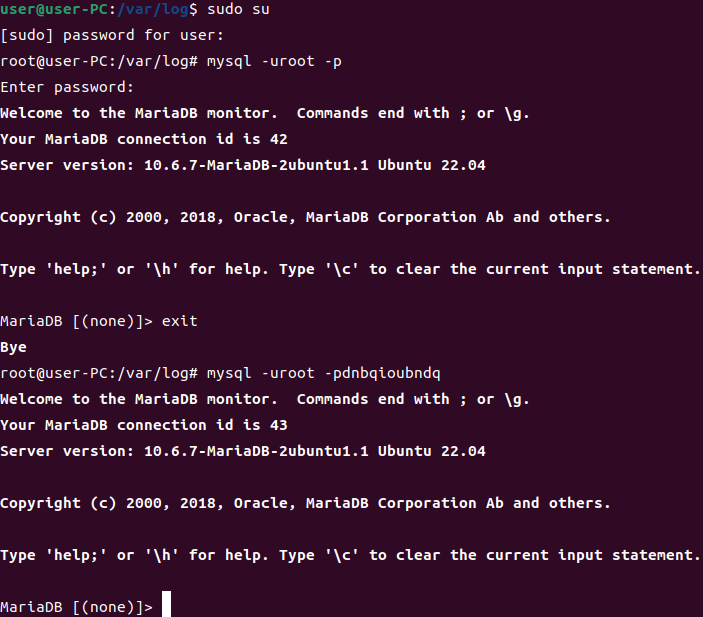 user@user-PC:/var/log$ sudo su
[sudo] password for user:
root@user-PC:/var/log# mysql -uroot -p
Enter password:
Welcome to the MariaDB monitor.  Commands end with ; or \g.
Your MariaDB connection id is 42
Server version: 10.6.7-MariaDB-2ubuntu1.1 Ubuntu 22.04

Copyright (c) 2000, 2018, Oracle, MariaDB Corporation Ab and others.

Type 'help;' or '\h' for help. Type '\c' to clear the current input statement.

MariaDB [(none)]> exit
Bye
root@user-PC:/var/log# mysql -uroot -pdnbqioubndq
Welcome to the MariaDB monitor.  Commands end with ; or \g.
Your MariaDB connection id is 43
Server version: 10.6.7-MariaDB-2ubuntu1.1 Ubuntu 22.04

Copyright (c) 2000, 2018, Oracle, MariaDB Corporation Ab and others.

Type 'help;' or '\h' for help. Type '\c' to clear the current input statement.

MariaDB [(none)]>